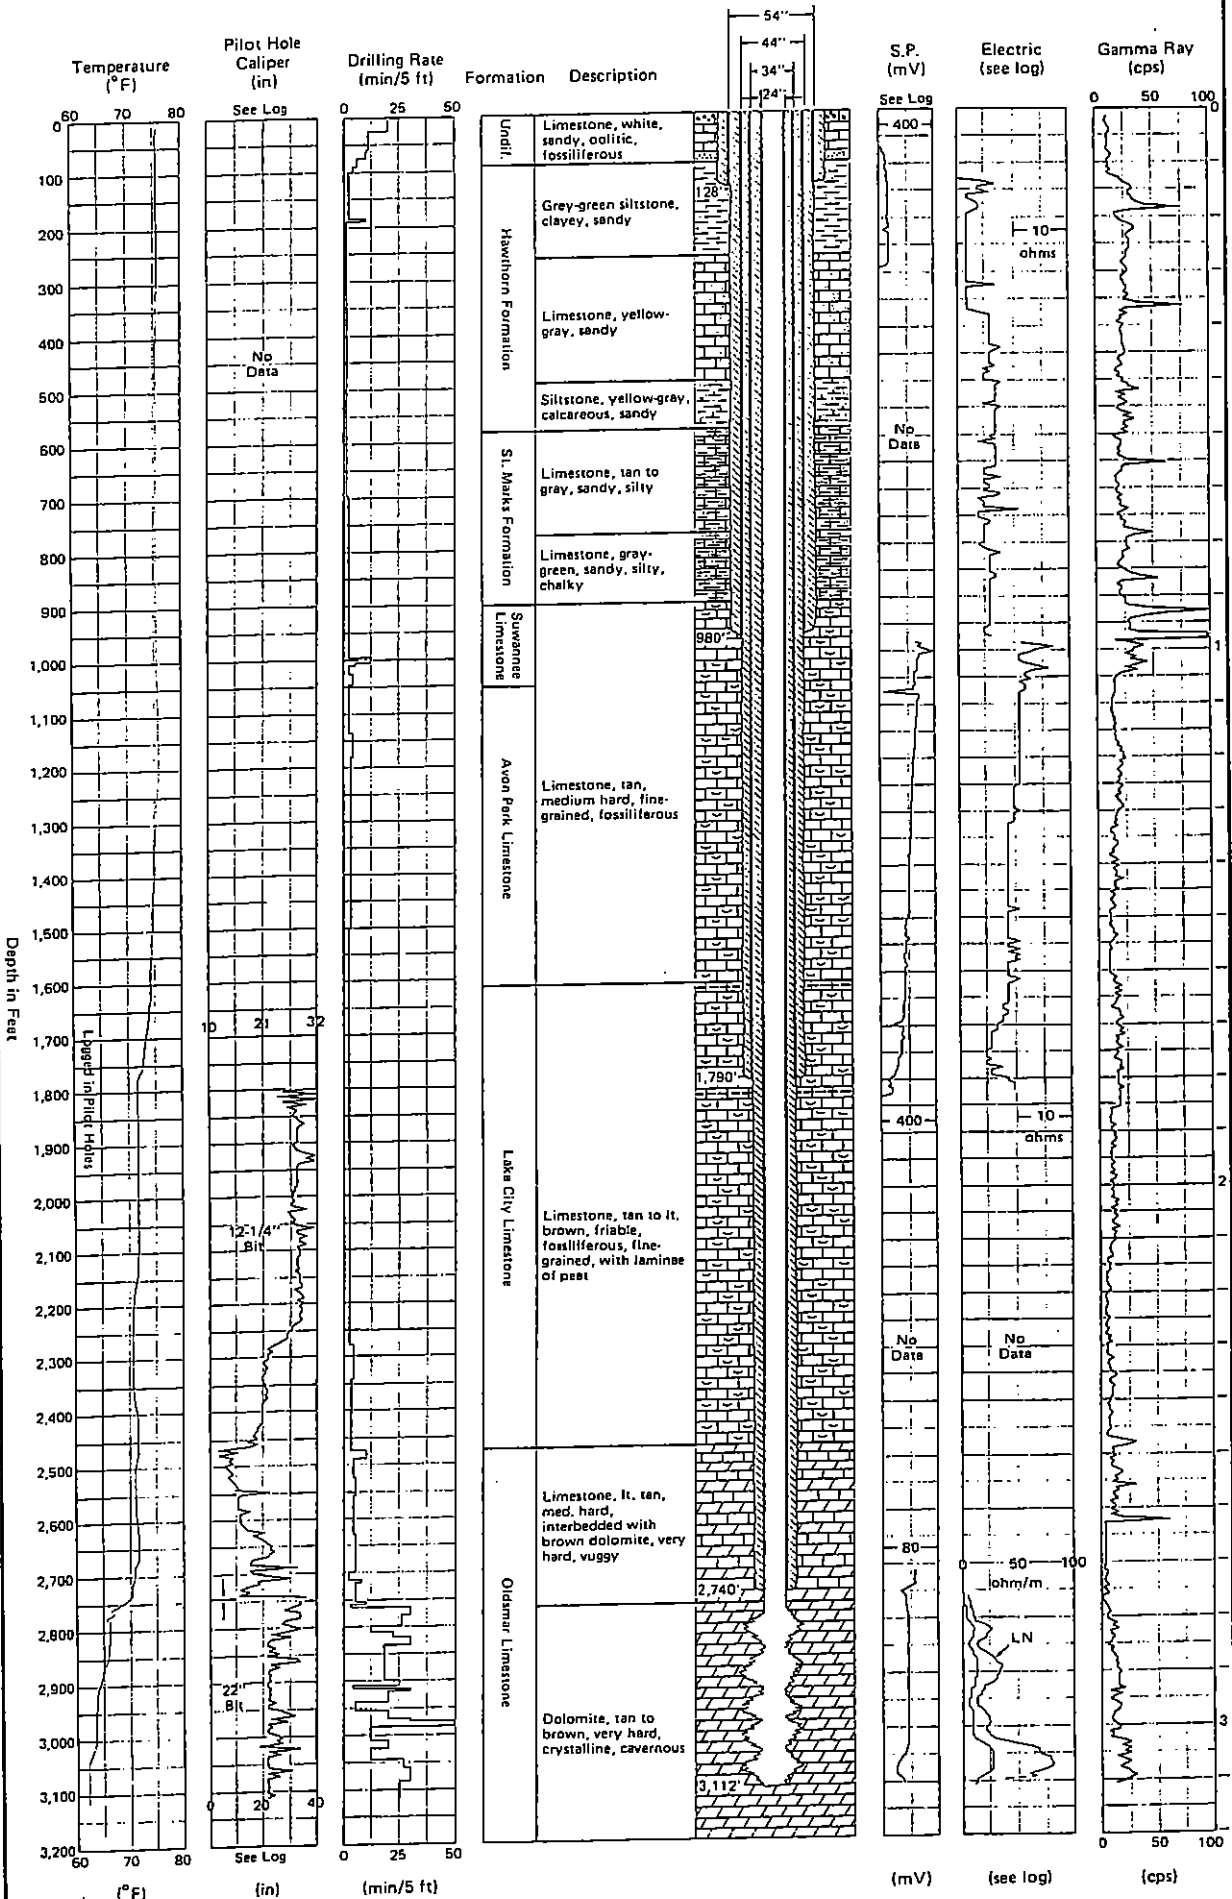 54"
44"
34"
24"
Temperature
(°F)
Pilot Hole
Caliper
(in)
Drilling Rate
(min/5 ft)
Formation
Description
S.P.
(mV)
Electric
(see log)
Gamma Ray
(cps)
60 70 80
See Log
0 25 50
See Log
400
0 50 100
Depth in Feet
0
100
200
300
400
500
600
700
800
900
1,000
1,100
1,200
1,300
1,400
1,500
1,600
1,700
1,800
1,900
2,000
2,100
2,200
2,300
2,400
2,500
2,600
2,700
2,800
2,900
3,000
3,100
3,200
Logged in Pilot Holes
No
Data
10 21 32
12-1/4"
Bit
22"
Bit
0 20 40
See Log
Undif.
Hawthorn Formation
St. Marks Formation
Suwannee
Limestone
Avon Park Limestone
Lake City Limestone
Oldsmar Limestone
Limestone, white,
sandy, oolitic,
fossiliferous
Grey-green siltstone,
clayey, sandy
Limestone, yellow-
gray, sandy
Siltstone, yellow-gray,
calcareous, sandy
Limestone, tan to
gray, sandy, silty
Limestone, gray-
green, sandy, silty,
chalky
Limestone, tan,
medium hard, fine-
grained, fossiliferous
Limestone, tan to lt.
brown, friable,
fossiliferous, fine-
grained, with laminae
of peat
Limestone, lt. tan,
med. hard,
interbedded with
brown dolomite, very
hard, vuggy
Dolomite, tan to
brown, very hard,
crystalline, cavernous
128'
980'
1,790'
2,740'
3,112'
No
Data
400
No
Data
80
10
ohms
10
ohms
No
Data
0 50 100
ohm/m
LN
0
1
2
3
60 70 80
(°F)
(in)
0 25 50
(min/5 ft)
(mV)
(see log)
0 50 100
(cps)